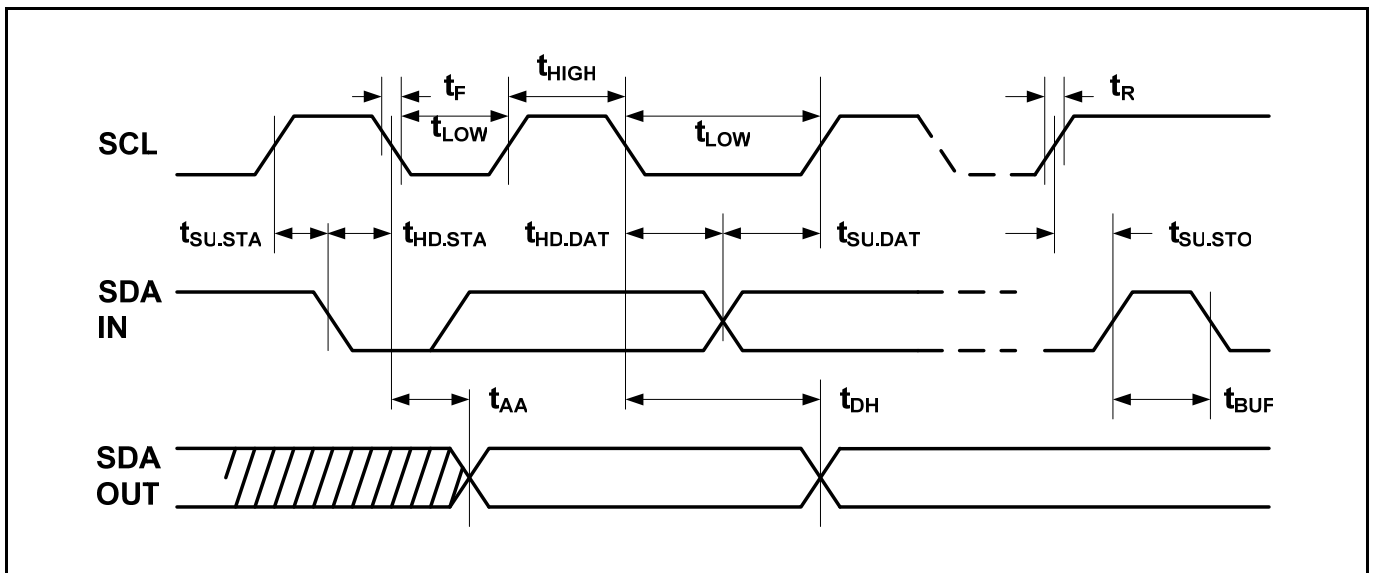 tF
tHIGH
tR
SCL
tLOW
tLOW
tSU.STA
tHD.STA
tHD.DAT
tSU.DAT
tSU.STO
SDA
IN
tAA
tDH
tBUF
SDA
OUT